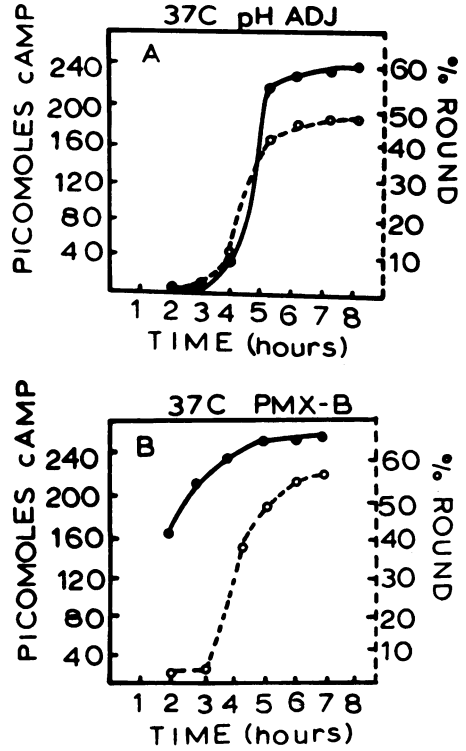 37C pH ADJ
A
PICOMOLES cAMP
240
200
160
120
80
40
% ROUND
60
50
40
30
20
10
1 2 3 4 5 6 7 8
TIME (hours)
37C PMX-B
B
PICOMOLES cAMP
240
200
160
120
80
40
% ROUND
60
50
40
30
20
10
1 2 3 4 5 6 7 8
TIME (hours)